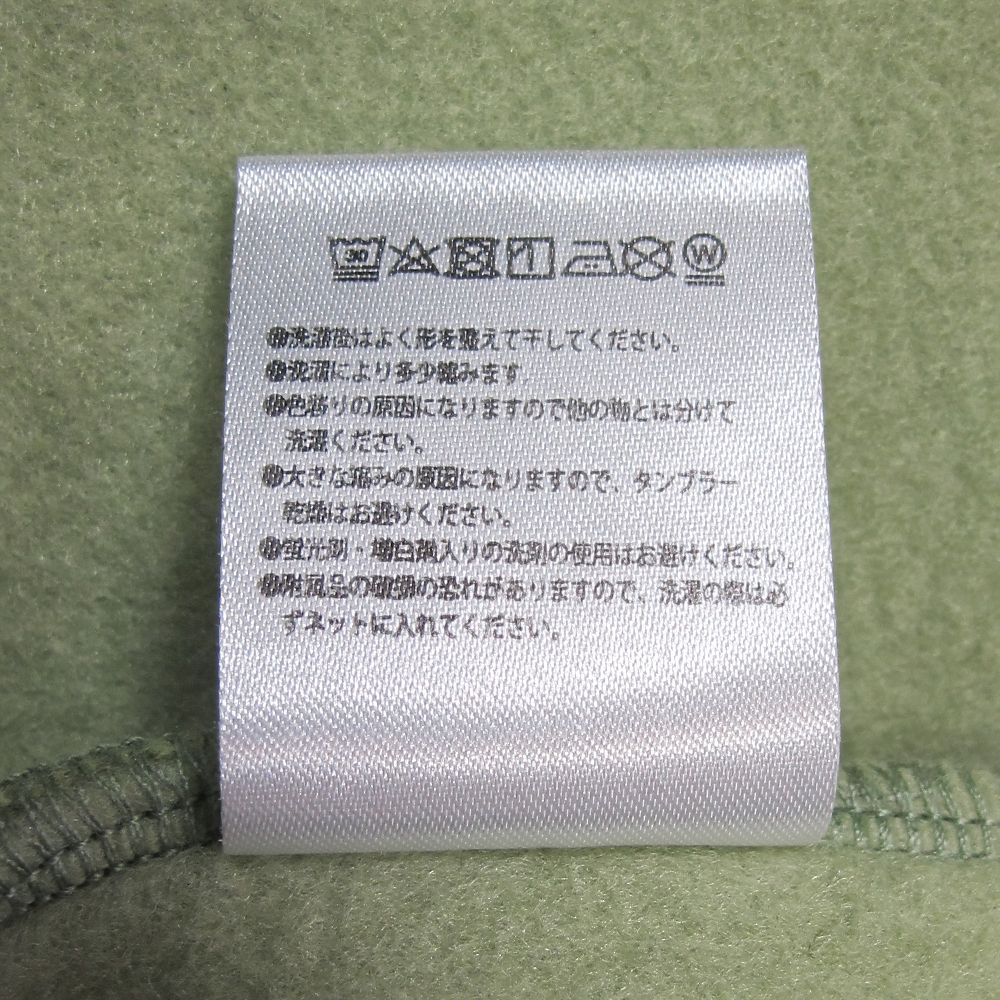 30 W
●洗濯後はよく形を整えて干してください。
●洗濯により多少縮みます。
●色移りの原因になりますので他の物とは分けて
洗濯ください。
●大きな縮みの原因になりますので、タンブラー
乾燥はお避けください。
●蛍光剤・増白剤入りの洗剤の使用はお避けください。
●附属品の破損の恐れがありますので、洗濯の際は必
ずネットに入れてください。